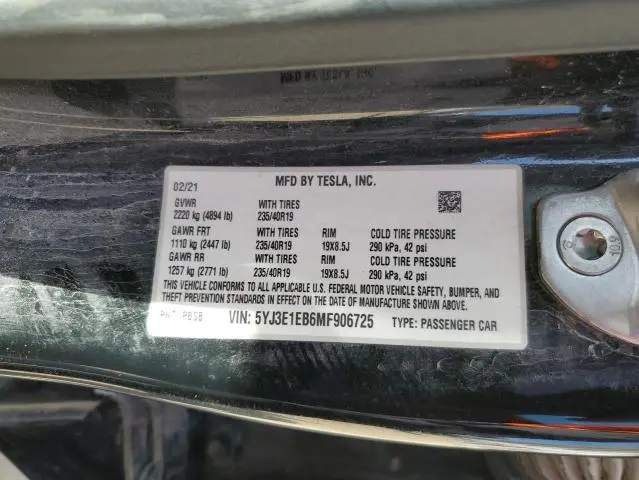 MFD BY TESLA, INC.
02/21
GVWR WITH TIRES
2220 kg (4894 lb) 235/40R19
GAWR FRT WITH TIRES RIM COLD TIRE PRESSURE
1110 kg (2447 lb) 235/40R19 19X8.5J 290 kPa, 42 psi
GAWR RR WITH TIRES RIM COLD TIRE PRESSURE
1257 kg (2771 lb) 235/40R19 19X8.5J 290 kPa, 42 psi
THIS VEHICLE CONFORMS TO ALL APPLICABLE U.S. FEDERAL MOTOR VEHICLE SAFETY, BUMPER, AND
THEFT PREVENTION STANDARDS IN EFFECT ON THE DATE OF MANUFACTURE SHOWN ABOVE.
PNT: PBSB VIN: 5YJ3E1EB6MF906725 TYPE: PASSENGER CAR
10.9